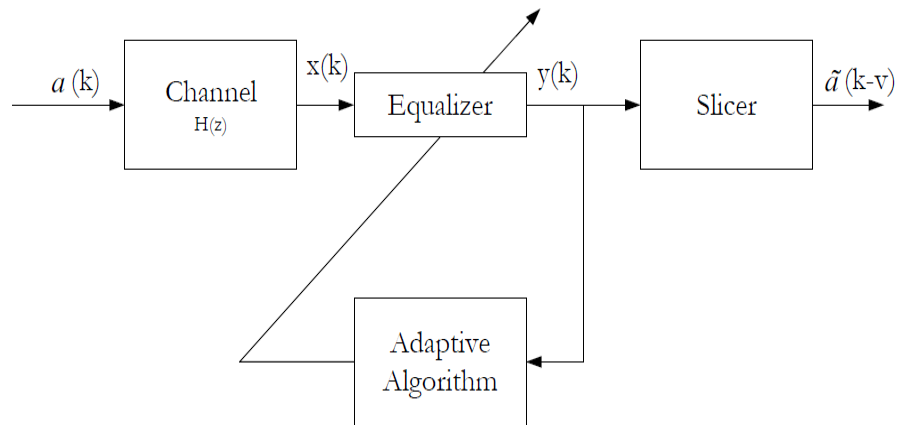 a (k)
Channel
H(z)
x(k)
Equalizer
y(k)
Slicer
ã (k-v)
Adaptive
Algorithm